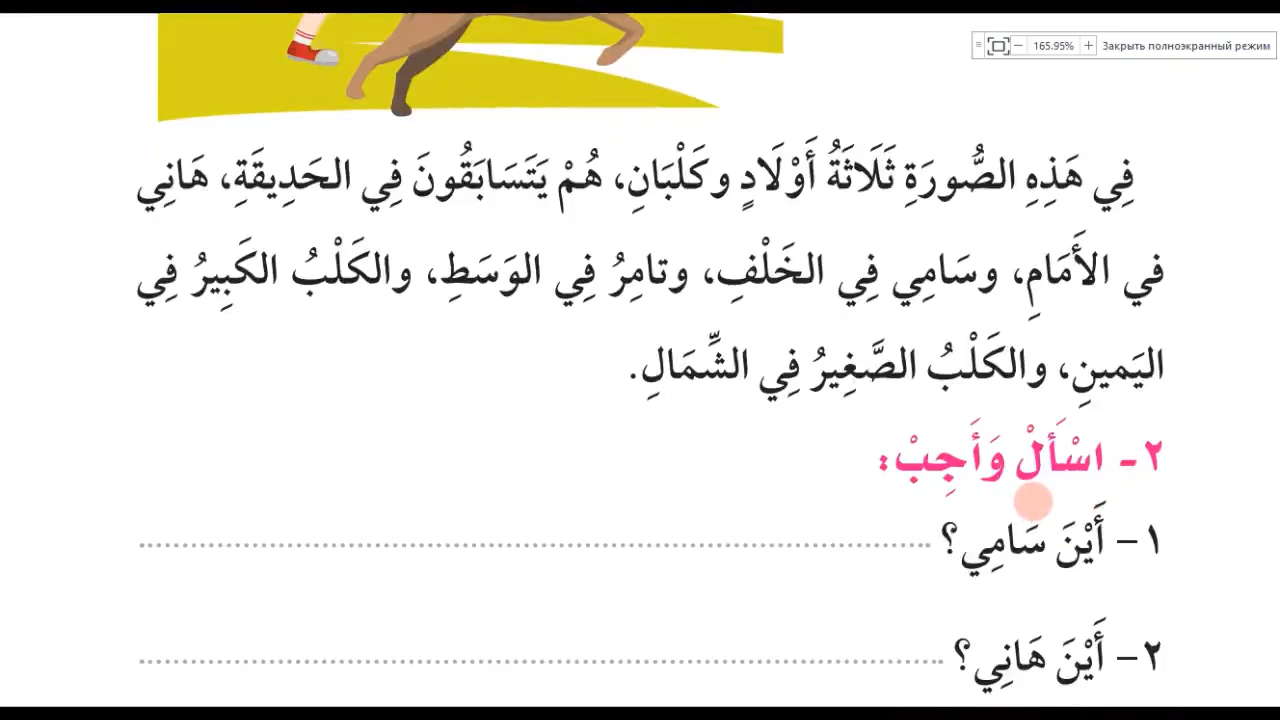 165.95%
Закрыть полноэкранный режим
فِي هَذِهِ الصُّورَةِ ثَلَاثَةُ أَوْلَادٍ وكَلْبَانِ، هُمْ يَتَسَابَقُونَ فِي الحَدِيقَةِ، هَانِي
في الأَمَامِ، وسَامِي فِي الخَلْفِ، وتامِرُ فِي الوَسَطِ، والكَلْبُ الكَبِيرُ فِي
اليَمينِ، والكَلْبُ الصَّغِيرُ فِي الشِّمَالِ.
٢- اسْأَلْ وَأَجِبْ:
١- أَيْنَ سَامِي؟ ........................................
٢- أَيْنَ هَانِي؟ ........................................